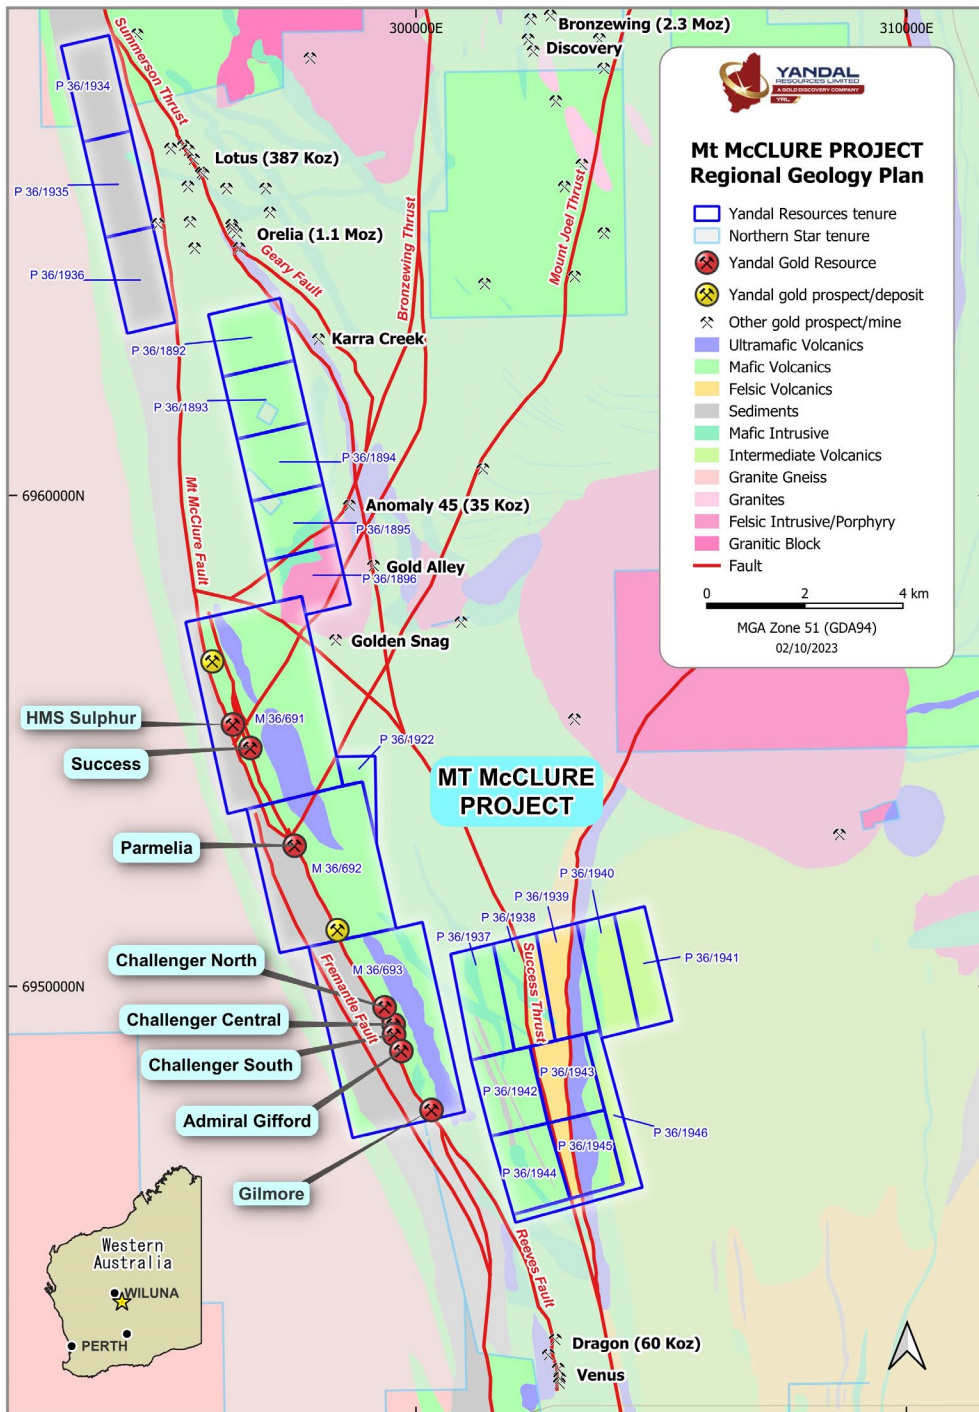 300000E
310000E
Bronzewing (2.3 Moz)
Discovery
Summerson Thrust
P 36/1934
Lotus (387 Koz)
P 36/1935
Orelia (1.1 Moz)
Geary Fault
Bronzewing Thrust
Mount Joel Thrust
P 36/1936
Karra Creek
P 36/1892
P 36/1893
P 36/1894
Anomaly 45 (35 Koz)
6960000N
Mt McClure Fault
P 36/1895
Gold Alley
P 36/1896
Golden Snag
YANDAL
RESOURCES LIMITED
A GOLD DISCOVERY COMPANY
YRL
Mt McCLURE PROJECT
Regional Geology Plan
Yandal Resources tenure
Northern Star tenure
Yandal Gold Resource
Yandal gold prospect/deposit
Other gold prospect/mine
Ultramafic Volcanics
Mafic Volcanics
Felsic Volcanics
Sediments
Mafic Intrusive
Intermediate Volcanics
Granite Gneiss
Granites
Felsic Intrusive/Porphyry
Granitic Block
Fault
0 2 4 km
MGA Zone 51 (GDA94)
02/10/2023
HMS Sulphur
M 36/691
P 36/1922
Success
MT McCLURE
PROJECT
Parmelia
M 36/692
P 36/1940
P 36/1939
P 36/1938
P 36/1937
P 36/1941
Challenger North
M 36/693
Fremantle Fault
Success Thrust
6950000N
Challenger Central
Challenger South
P 36/1943
P 36/1942
Admiral Gifford
P 36/1946
P 36/1945
P 36/1944
Gilmore
Reeves Fault
Western
Australia
WILUNA
PERTH
Dragon (60 Koz)
Venus